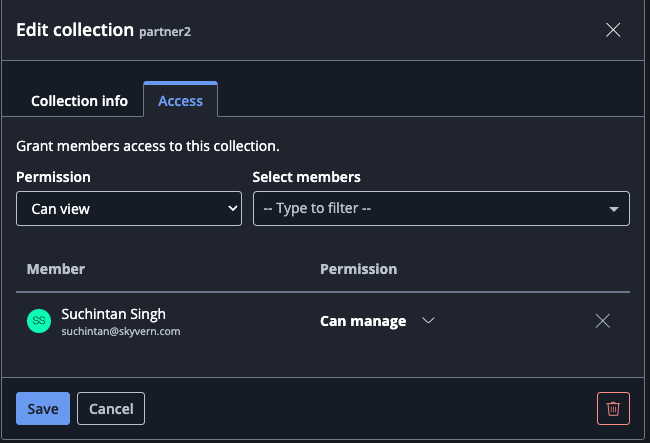 Edit collection partner2
Collection info
Access
Grant members access to this collection.
Permission
Select members
Can view
-- Type to filter --
Member
Permission
SS
Suchintan Singh
suchintan@skyvern.com
Can manage
Save
Cancel